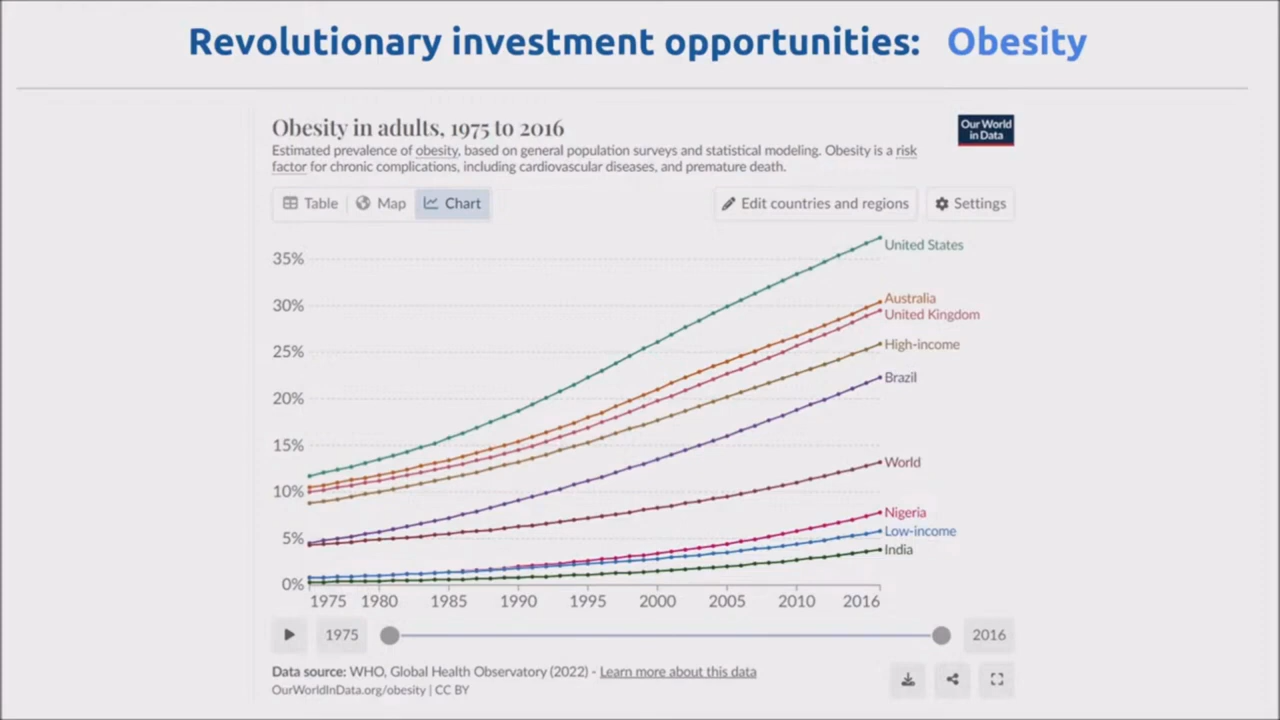 Revolutionary investment opportunities: Obesity
Obesity in adults, 1975 to 2016
Our World
in Data
Estimated prevalence of obesity, based on general population surveys and statistical modeling. Obesity is a risk
factor for chronic complications, including cardiovascular diseases, and premature death.
Table Map Chart Edit countries and regions Settings
35%
30%
25%
20%
15%
10%
5%
0%
United States
Australia
United Kingdom
High-income
Brazil
World
Nigeria
Low-income
India
1975 1980 1985 1990 1995 2000 2005 2010 2016
1975 2016
Data source: WHO, Global Health Observatory (2022) - Learn more about this data
OurWorldInData.org/obesity | CC BY